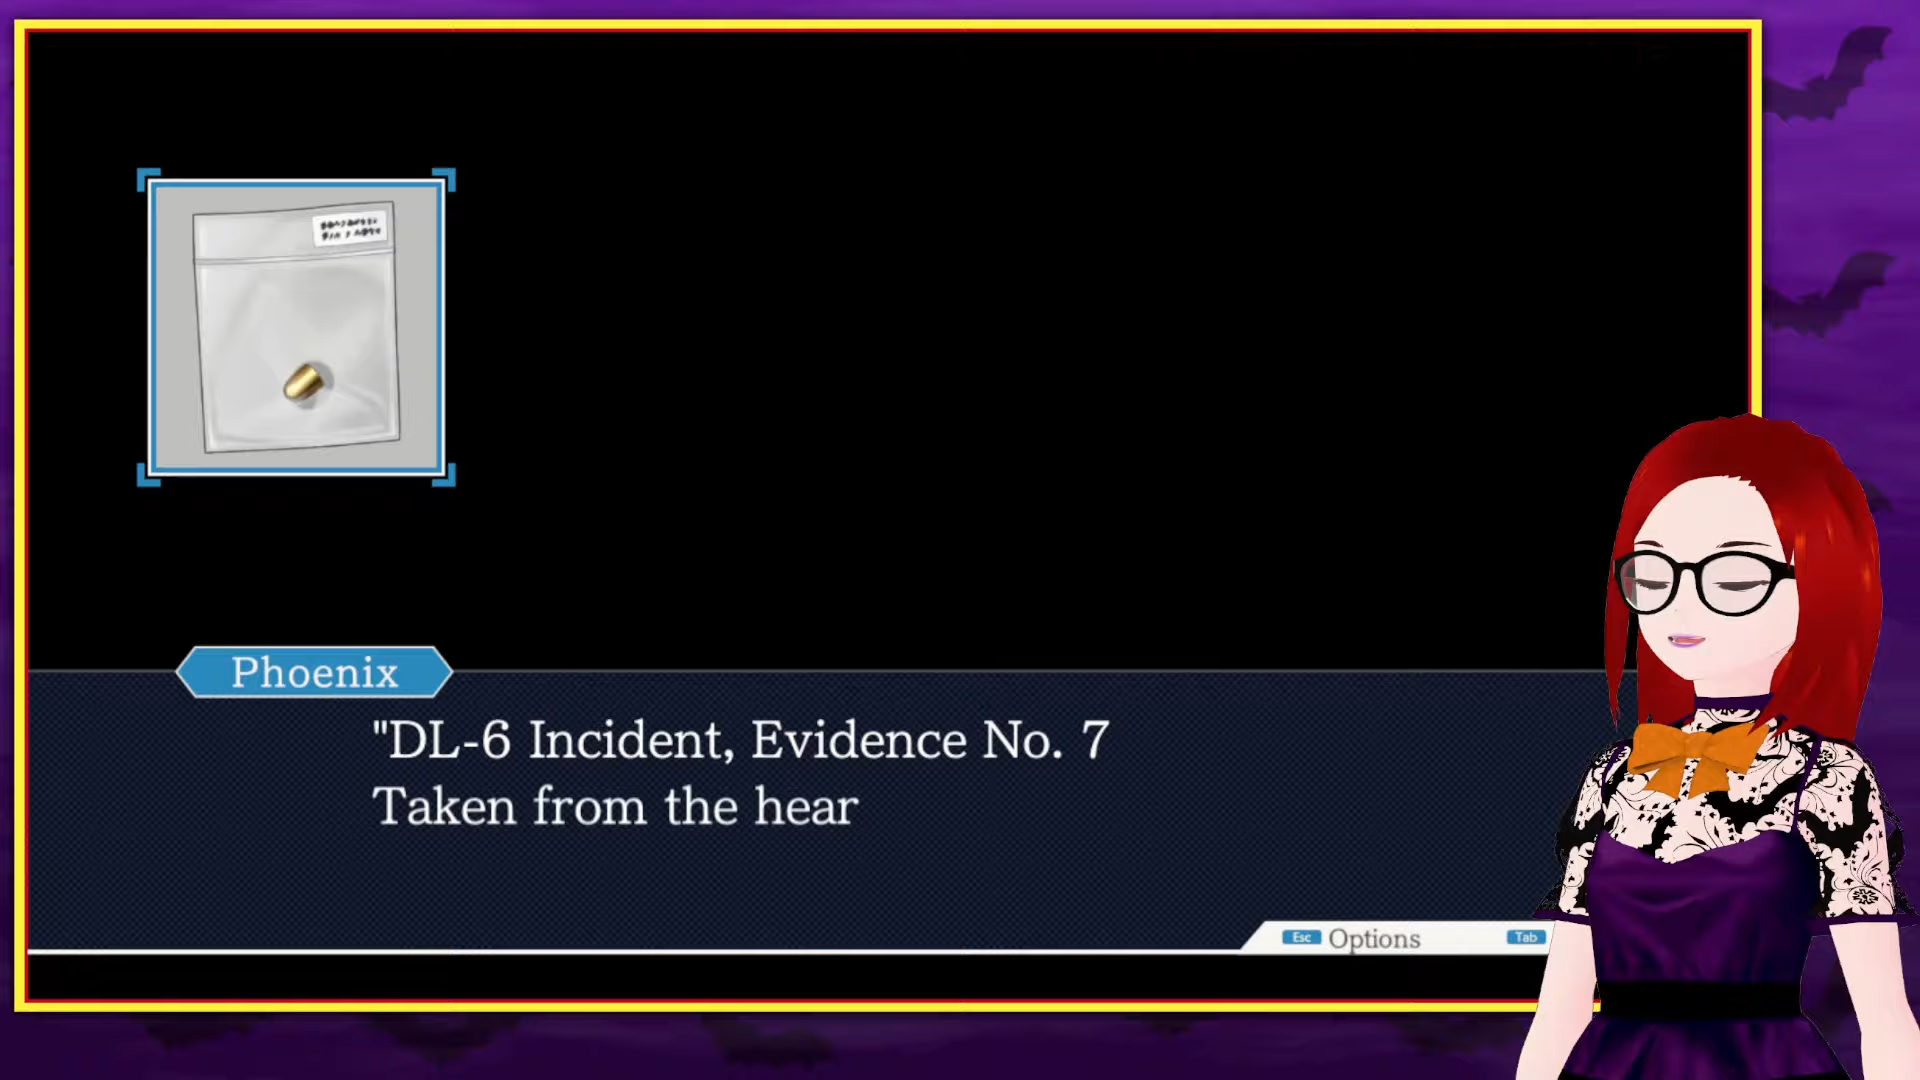 Phoenix
"DL-6 Incident, Evidence No. 7
Taken from the hear
Esc Options Tab